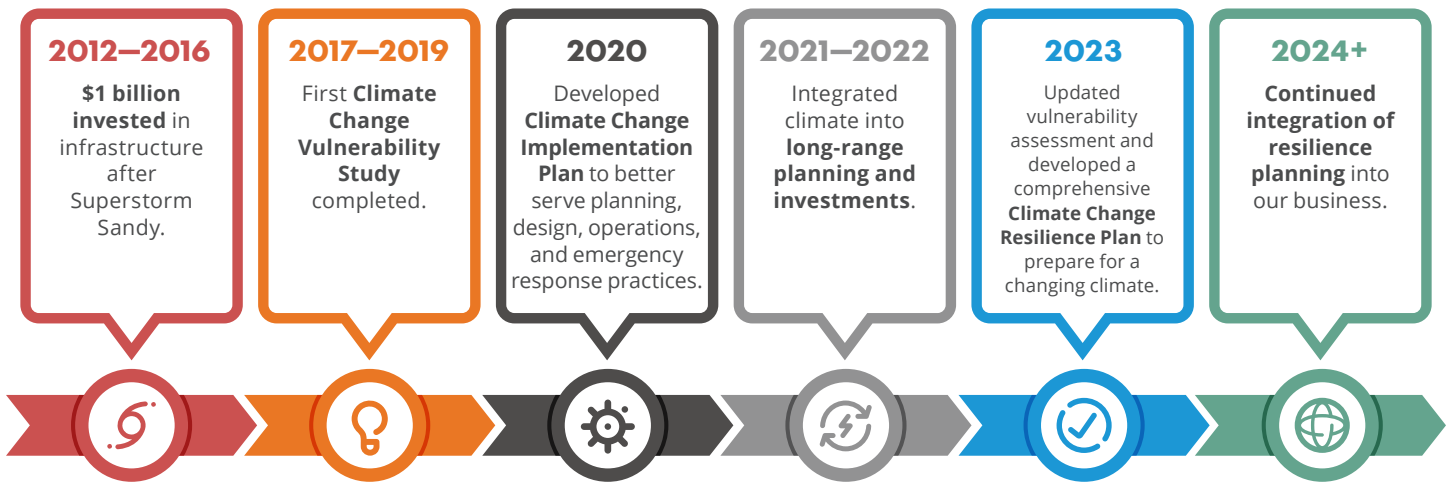 2012—2016
$1 billion
invested in
infrastructure
after
Superstorm
Sandy.
2017—2019
First Climate
Change
Vulnerability
Study
completed.
2020
Developed
Climate Change
Implementation
Plan to better
serve planning,
design, operations,
and emergency
response practices.
2021—2022
Integrated
climate into
long-range
planning and
investments.
2023
Updated
vulnerability
assessment and
developed a
comprehensive
Climate Change
Resilience Plan to
prepare for a
changing climate.
2024+
Continued
integration of
resilience
planning into
our business.